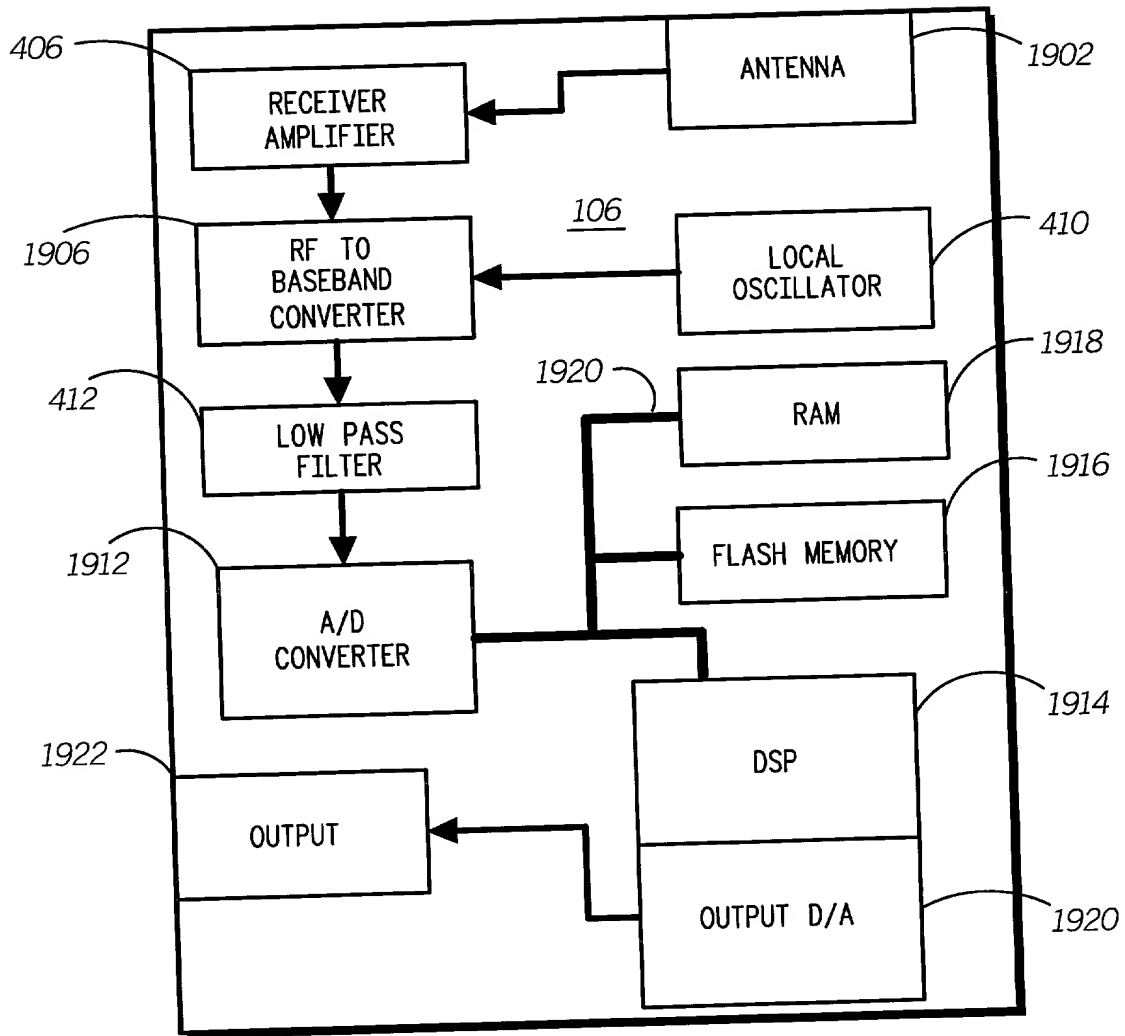 406
RECEIVER
AMPLIFIER
ANTENNA
1902
1906
RF TO
BASEBAND
CONVERTER
106
LOCAL
OSCILLATOR
410
412
LOW PASS
FILTER
1920
RAM
1918
FLASH MEMORY
1916
1912
A/D
CONVERTER
DSP
1914
1922
OUTPUT
OUTPUT D/A
1920